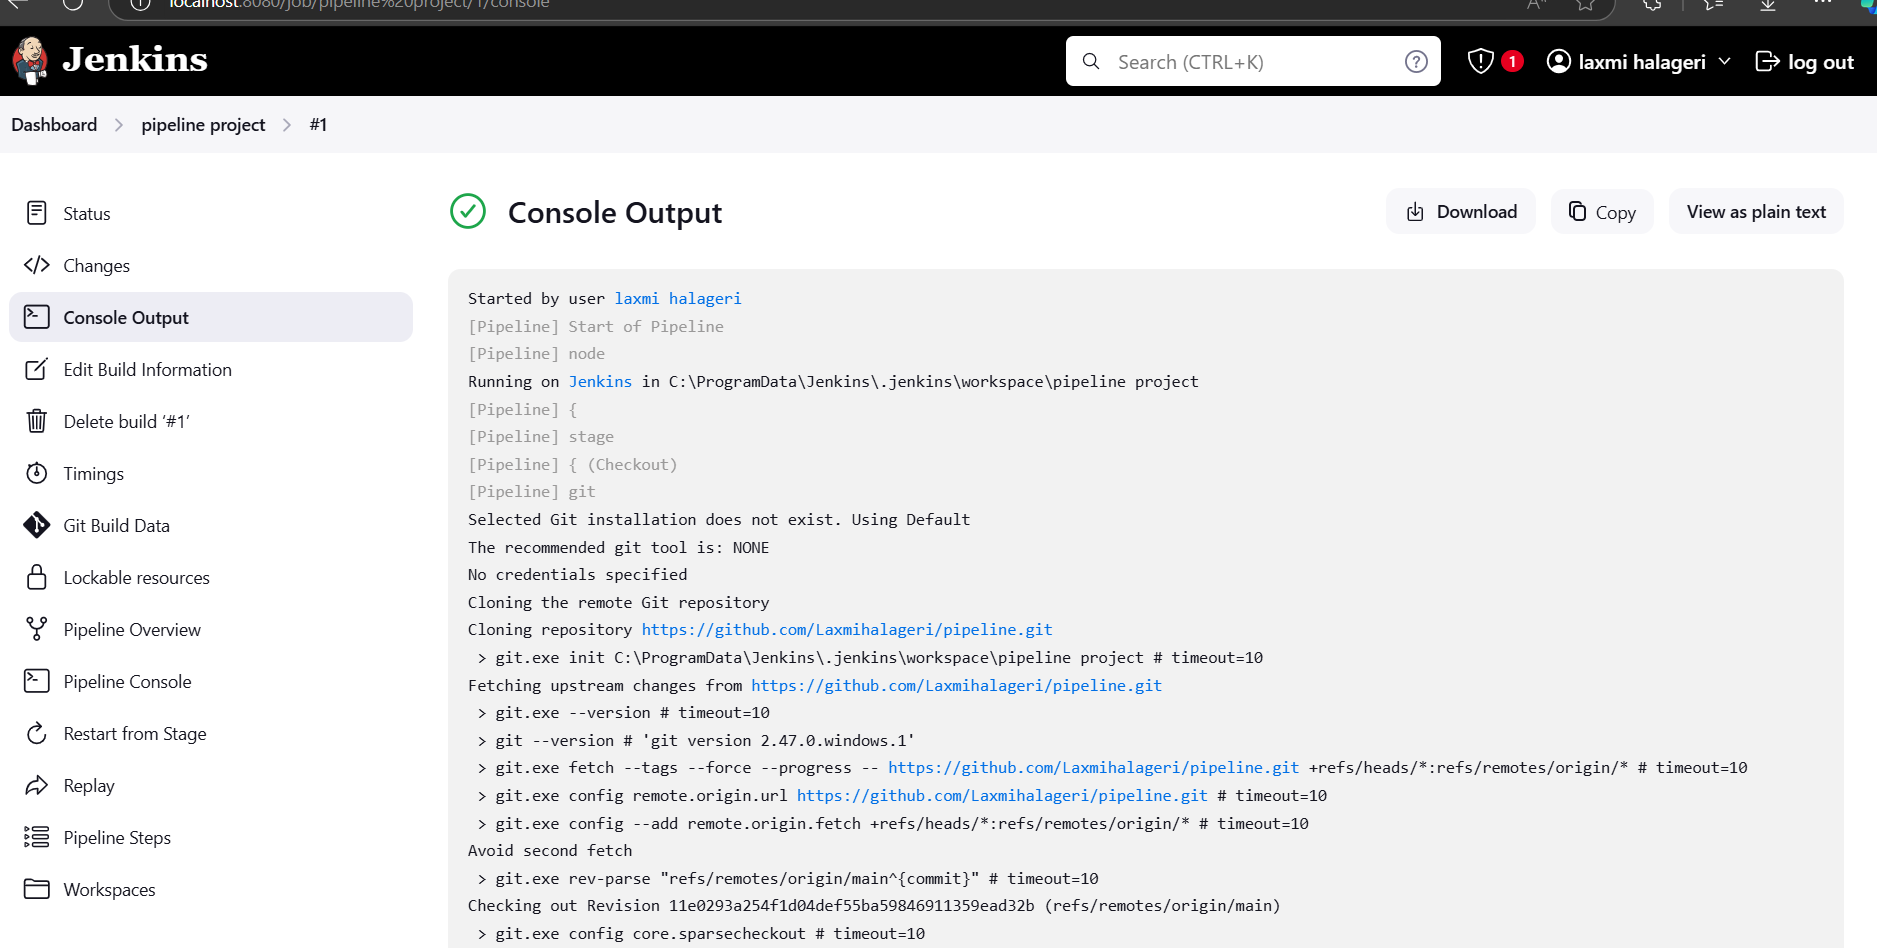 localhost:8080/job/pipeline%20project/1/console
Jenkins
Search (CTRL+K)
1
laxmi halageri
log out
Dashboard
pipeline project
#1
Status
Changes
Console Output
Edit Build Information
Delete build ‘#1’
Timings
Git Build Data
Lockable resources
Pipeline Overview
Pipeline Console
Restart from Stage
Replay
Pipeline Steps
Workspaces
Console Output
Download
Copy
View as plain text
Started by user laxmi halageri
[Pipeline] Start of Pipeline
[Pipeline] node
Running on Jenkins in C:\ProgramData\Jenkins\.jenkins\workspace\pipeline project
[Pipeline] {
[Pipeline] stage
[Pipeline] { (Checkout)
[Pipeline] git
Selected Git installation does not exist. Using Default
The recommended git tool is: NONE
No credentials specified
Cloning the remote Git repository
Cloning repository https://github.com/Laxmihalageri/pipeline.git
> git.exe init C:\ProgramData\Jenkins\.jenkins\workspace\pipeline project # timeout=10
Fetching upstream changes from https://github.com/Laxmihalageri/pipeline.git
> git.exe --version # timeout=10
> git --version # 'git version 2.47.0.windows.1'
> git.exe fetch --tags --force --progress -- https://github.com/Laxmihalageri/pipeline.git +refs/heads/*:refs/remotes/origin/* # timeout=10
> git.exe config remote.origin.url https://github.com/Laxmihalageri/pipeline.git # timeout=10
> git.exe config --add remote.origin.fetch +refs/heads/*:refs/remotes/origin/* # timeout=10
Avoid second fetch
> git.exe rev-parse "refs/remotes/origin/main^{commit}" # timeout=10
Checking out Revision 11e0293a254f1d04def55ba59846911359ead32b (refs/remotes/origin/main)
> git.exe config core.sparsecheckout # timeout=10